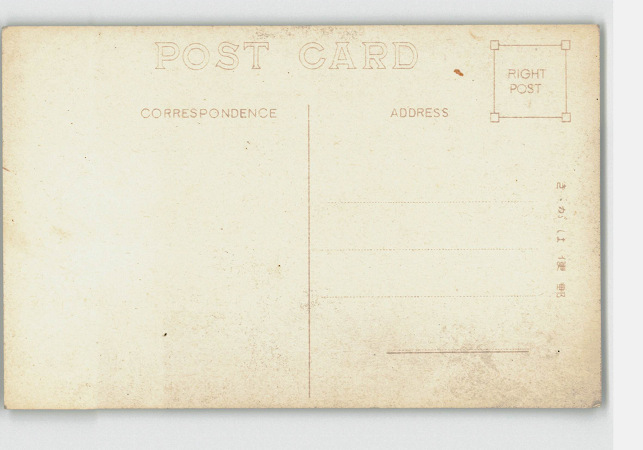 POST CARD
CORRESPONDENCE
ADDRESS
RIGHT
POST
郵便はがき